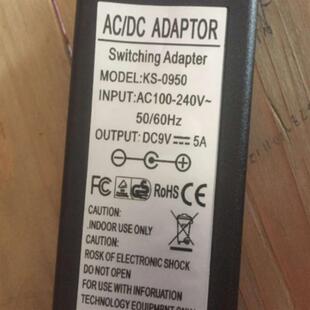 AC/DC ADAPTOR
Switching Adapter
MODEL:KS-0950
INPUT:AC100-240V~
50/60Hz
OUTPUT: DC9V ⎓ 5A
FC RoHS CE
CAUTION:
.INDOOR USE ONLY
CAUTION:
ROSK OF ELECTRONIC SHOCK
DO NOT OPEN
FOR USE WITH INFORUATION
TECHNOLOGY EQUIPMENT ONLY